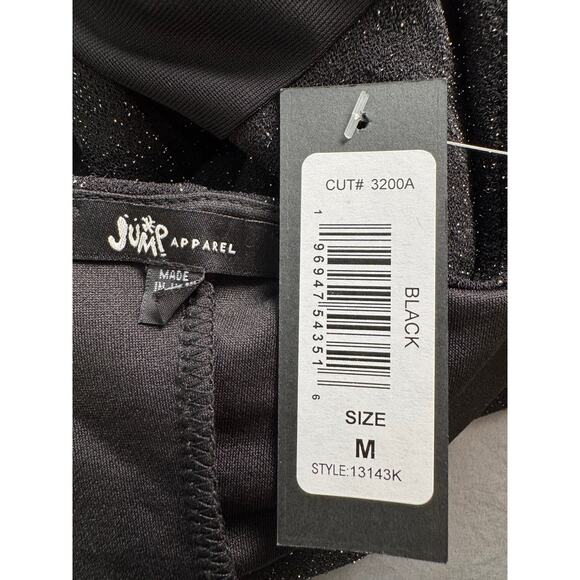 JUMP APPAREL
MADE
CUT# 3200A
1 96947 54351 6
BLACK
SIZE
M
STYLE:13143K